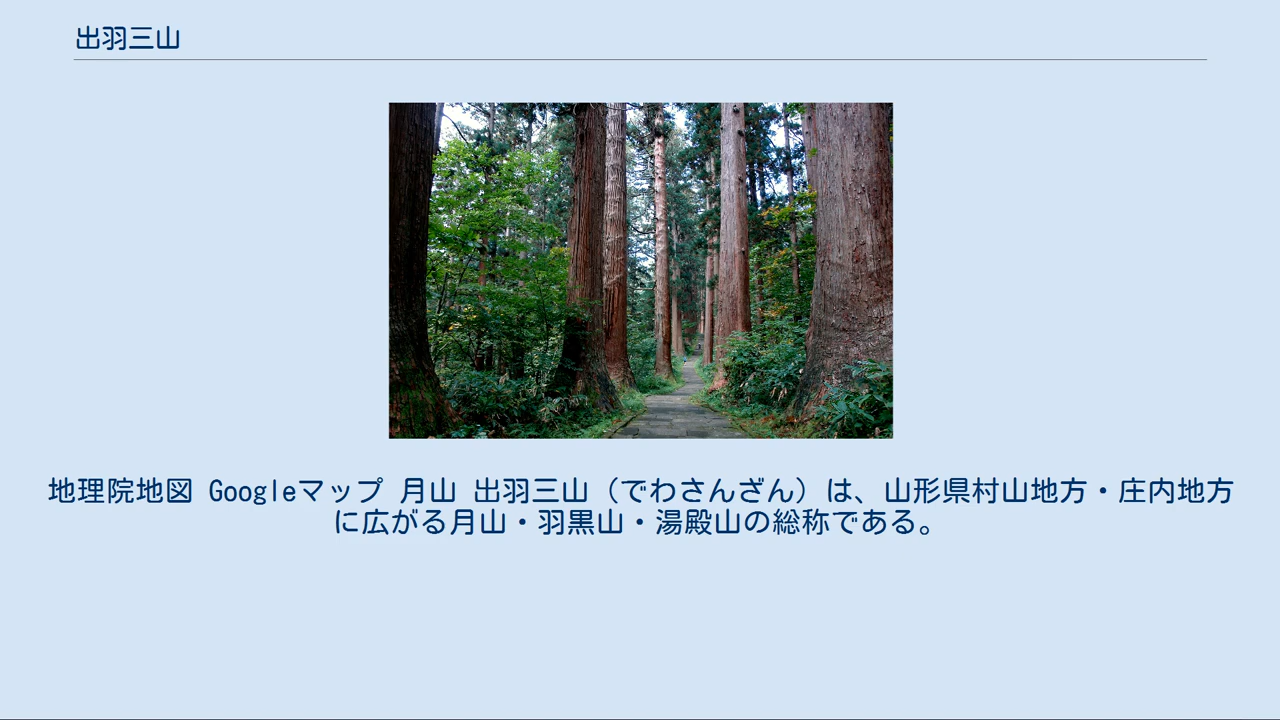 出羽三山
地理院地図 Googleマップ 月山 出羽三山（でわさんざん）は、山形県村山地方・庄内地方
に広がる月山・羽黒山・湯殿山の総称である。